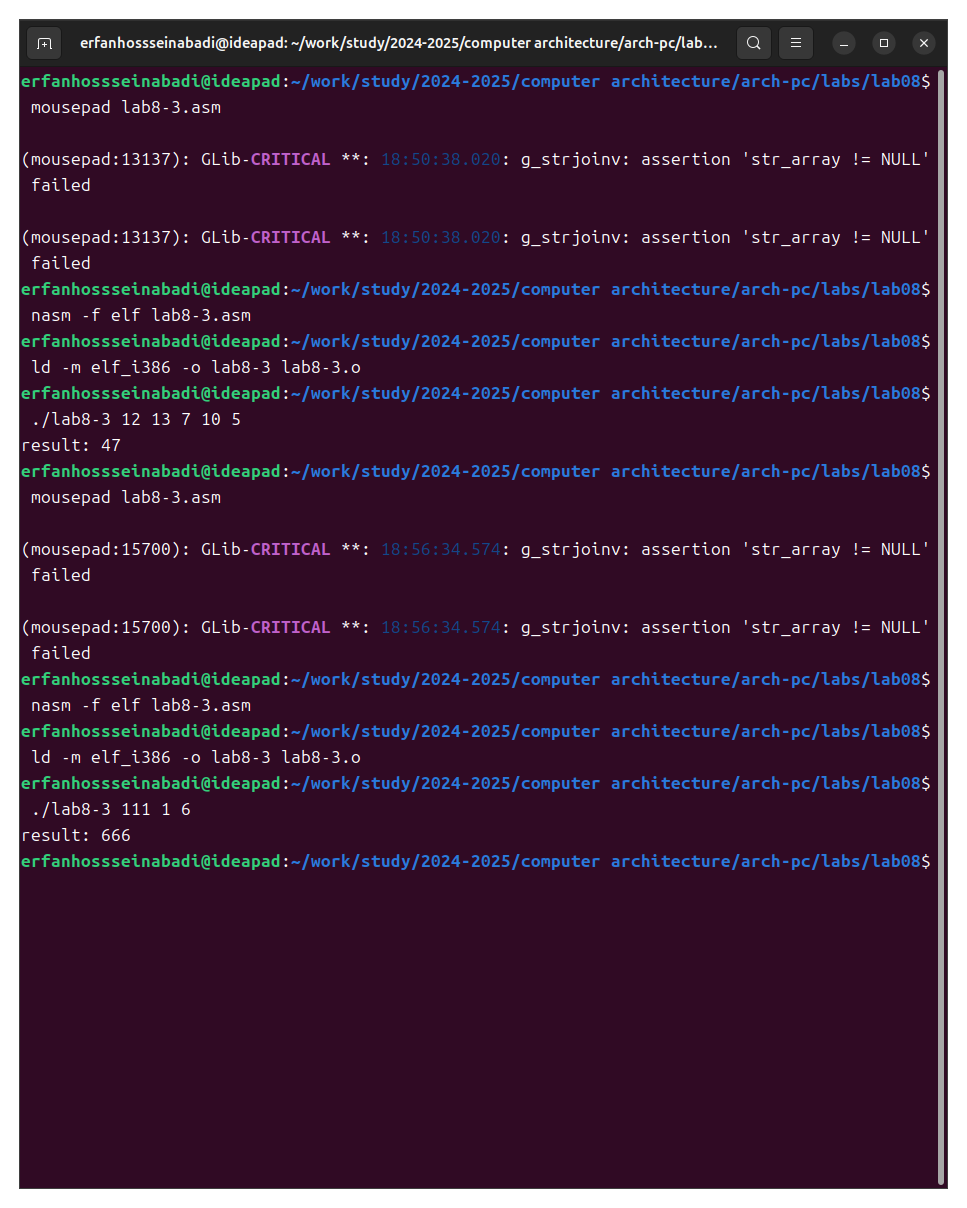 erfanhossseinabadi@ideapad: ~/work/study/2024-2025/computer architecture/arch-pc/lab...
erfanhossseinabadi@ideapad:~/work/study/2024-2025/computer architecture/arch-pc/labs/lab08$
mousepad lab8-3.asm
(mousepad:13137): GLib-CRITICAL **: 18:50:38.020: g_strjoinv: assertion 'str_array != NULL'
failed
(mousepad:13137): GLib-CRITICAL **: 18:50:38.020: g_strjoinv: assertion 'str_array != NULL'
failed
erfanhossseinabadi@ideapad:~/work/study/2024-2025/computer architecture/arch-pc/labs/lab08$
nasm -f elf lab8-3.asm
erfanhossseinabadi@ideapad:~/work/study/2024-2025/computer architecture/arch-pc/labs/lab08$
ld -m elf_i386 -o lab8-3 lab8-3.o
erfanhossseinabadi@ideapad:~/work/study/2024-2025/computer architecture/arch-pc/labs/lab08$
./lab8-3 12 13 7 10 5
result: 47
erfanhossseinabadi@ideapad:~/work/study/2024-2025/computer architecture/arch-pc/labs/lab08$
mousepad lab8-3.asm
(mousepad:15700): GLib-CRITICAL **: 18:56:34.574: g_strjoinv: assertion 'str_array != NULL'
failed
(mousepad:15700): GLib-CRITICAL **: 18:56:34.574: g_strjoinv: assertion 'str_array != NULL'
failed
erfanhossseinabadi@ideapad:~/work/study/2024-2025/computer architecture/arch-pc/labs/lab08$
nasm -f elf lab8-3.asm
erfanhossseinabadi@ideapad:~/work/study/2024-2025/computer architecture/arch-pc/labs/lab08$
ld -m elf_i386 -o lab8-3 lab8-3.o
erfanhossseinabadi@ideapad:~/work/study/2024-2025/computer architecture/arch-pc/labs/lab08$
./lab8-3 111 1 6
result: 666
erfanhossseinabadi@ideapad:~/work/study/2024-2025/computer architecture/arch-pc/labs/lab08$